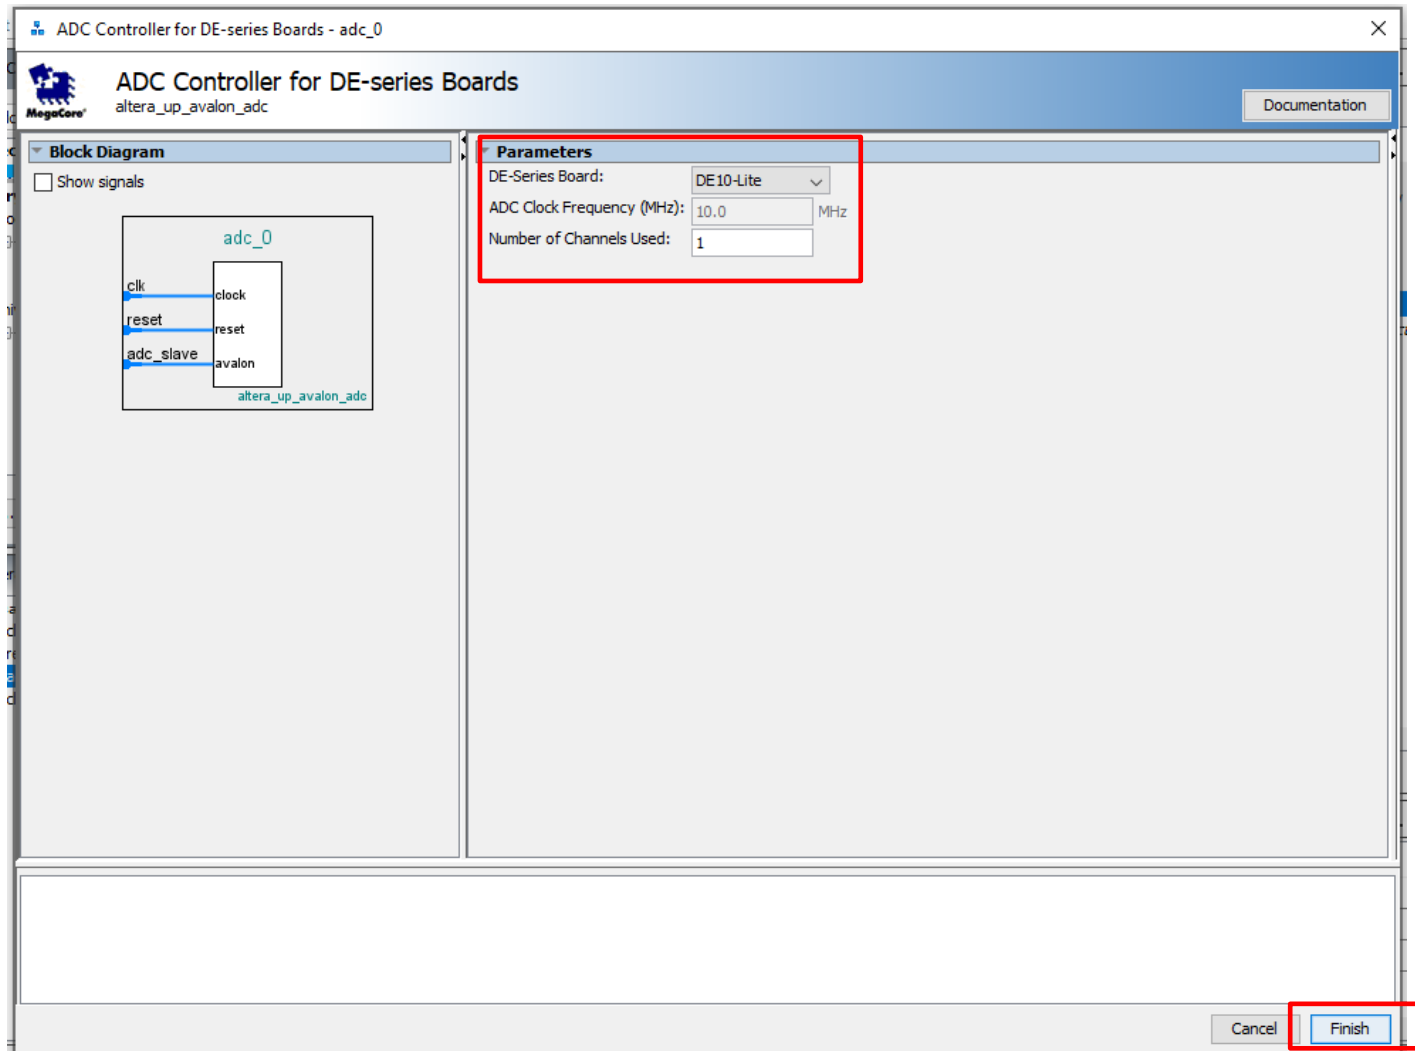 ADC Controller for DE-series Boards - adc_0
ADC Controller for DE-series Boards
altera_up_avalon_adc
MegaCore®
Documentation
Block Diagram
Show signals
adc_0
clk
clock
reset
reset
adc_slave
avalon
altera_up_avalon_adc
Parameters
DE-Series Board: DE10-Lite
ADC Clock Frequency (MHz): 10.0 MHz
Number of Channels Used: 1
Cancel Finish